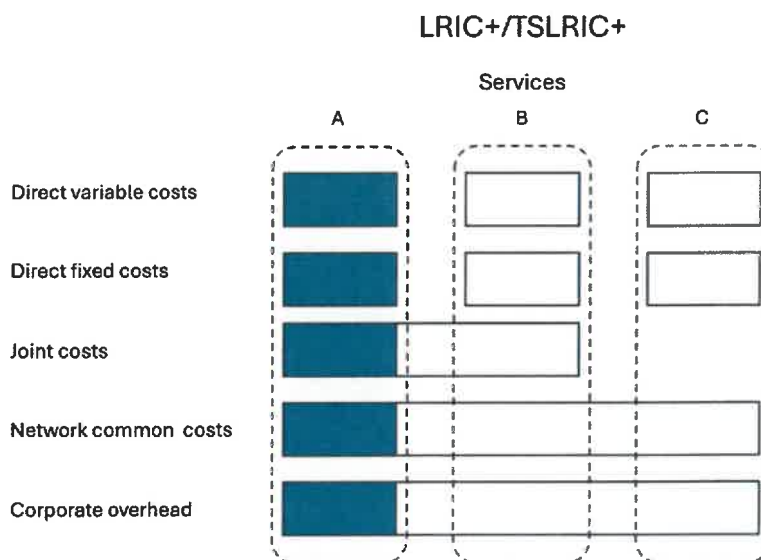 LRIC+/TSLRIC+
Services
A B C
Direct variable costs
Direct fixed costs
Joint costs
Network common costs
Corporate overhead